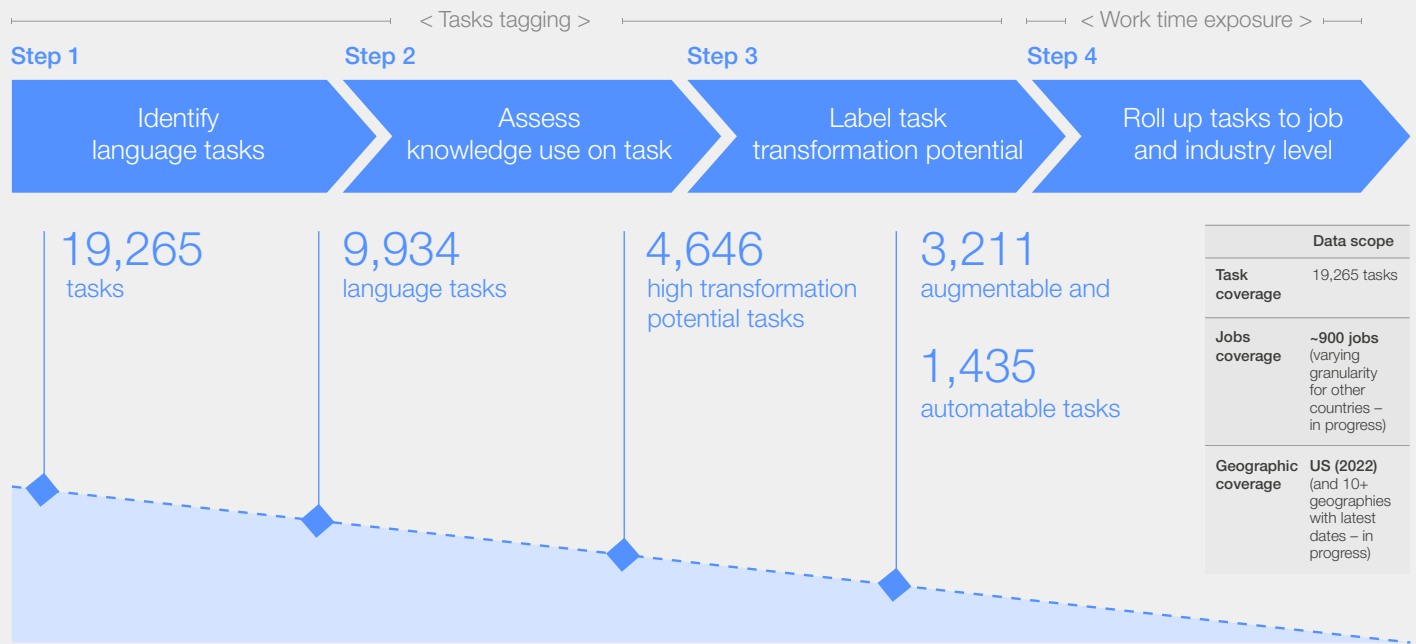 < Tasks tagging >
< Work time exposure >
Step 1
Step 2
Step 3
Step 4
Identify
language tasks
Assess
knowledge use on task
Label task
transformation potential
Roll up tasks to job
and industry level
19,265
tasks
9,934
language tasks
4,646
high transformation
potential tasks
3,211
augmentable and
1,435
automatable tasks
Data scope
Task
coverage
19,265 tasks
Jobs
coverage
~900 jobs
(varying
granularity
for other
countries –
in progress)
Geographic
coverage
US (2022)
(and 10+
geographies
with latest
dates – in
progress)